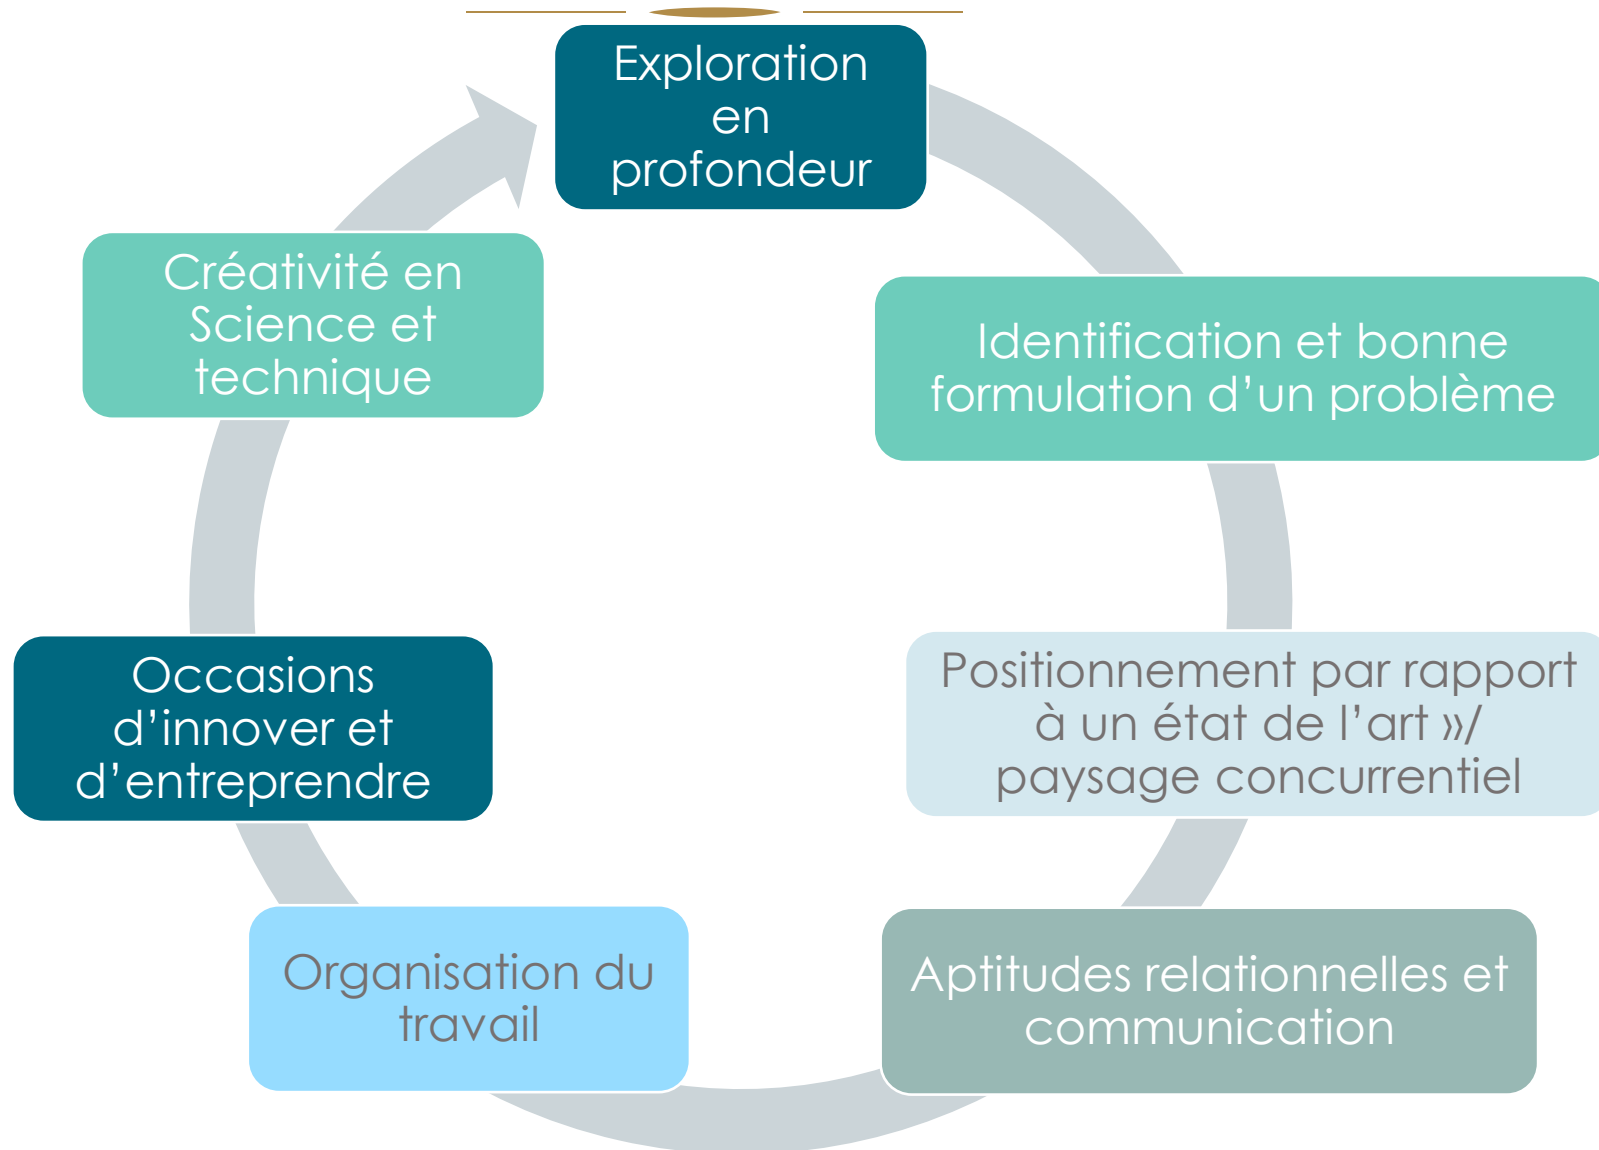 Exploration
en
profondeur
Identification et bonne
formulation d’un problème
Positionnement par rapport
à un état de l’art »/
paysage concurrentiel
Aptitudes relationnelles et
communication
Organisation du
travail
Occasions
d’innover et
d’entreprendre
Créativité en
Science et
technique